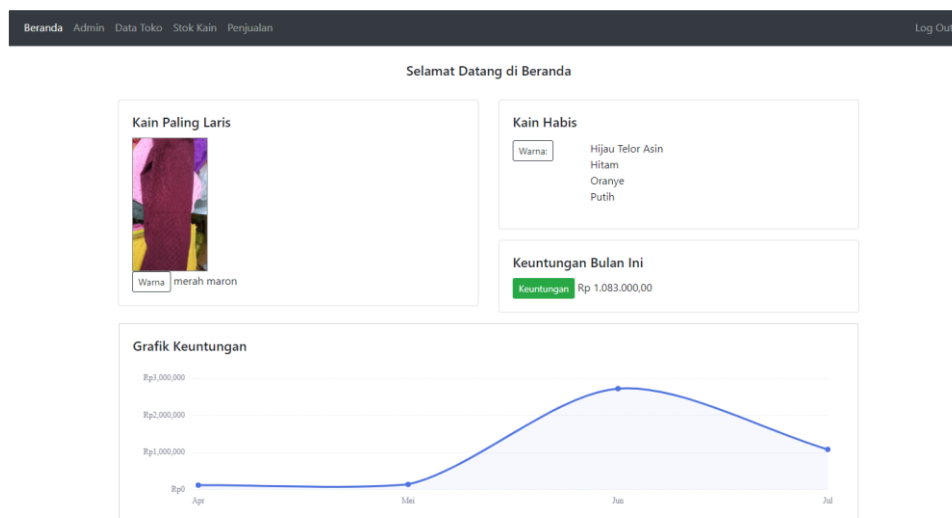 Beranda Admin Data Toko Stok Kain Penjualan Log Out
Selamat Datang di Beranda
Kain Paling Laris
Warna merah maron
Kain Habis
Warna: Hijau Telor Asin
Hitam
Oranye
Putih
Keuntungan Bulan Ini
Keuntungan Rp 1.083.000,00
Grafik Keuntungan
Rp3,000,000
Rp2,000,000
Rp1,000,000
Rp0
Apr Mei Jun Jul